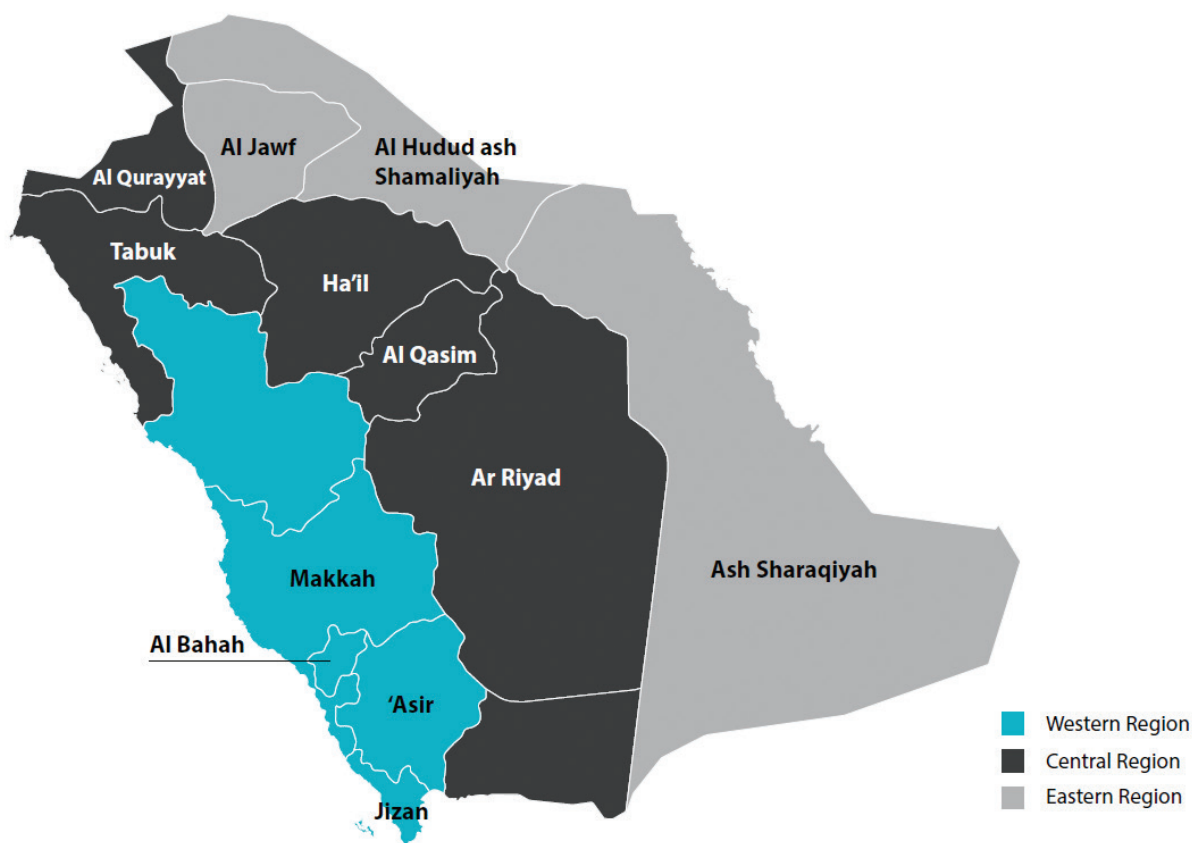 Al Jawf
Al Hudud ash
Shamaliyah
Al Qurayyat
Tabuk
Ha’il
Al Qasim
Ar Riyad
Ash Sharaqiyah
Makkah
Al Bahah
‘Asir
Jizan
Western Region
Central Region
Eastern Region